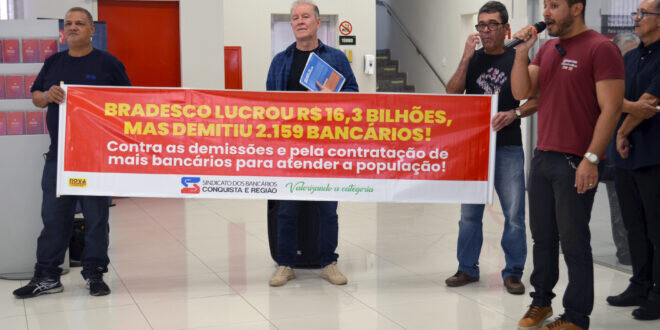 BRADESCO LUCROU R$ 16,3 BILHÕES,
MAS DEMITIU 2.159 BANCÁRIOS!
Contra as demissões e pela contratação de
mais bancários para atender a população!
NOVA
SINDICATO DOS BANCÁRIOS
CONQUISTA E REGIÃO
Valorizando a categoria